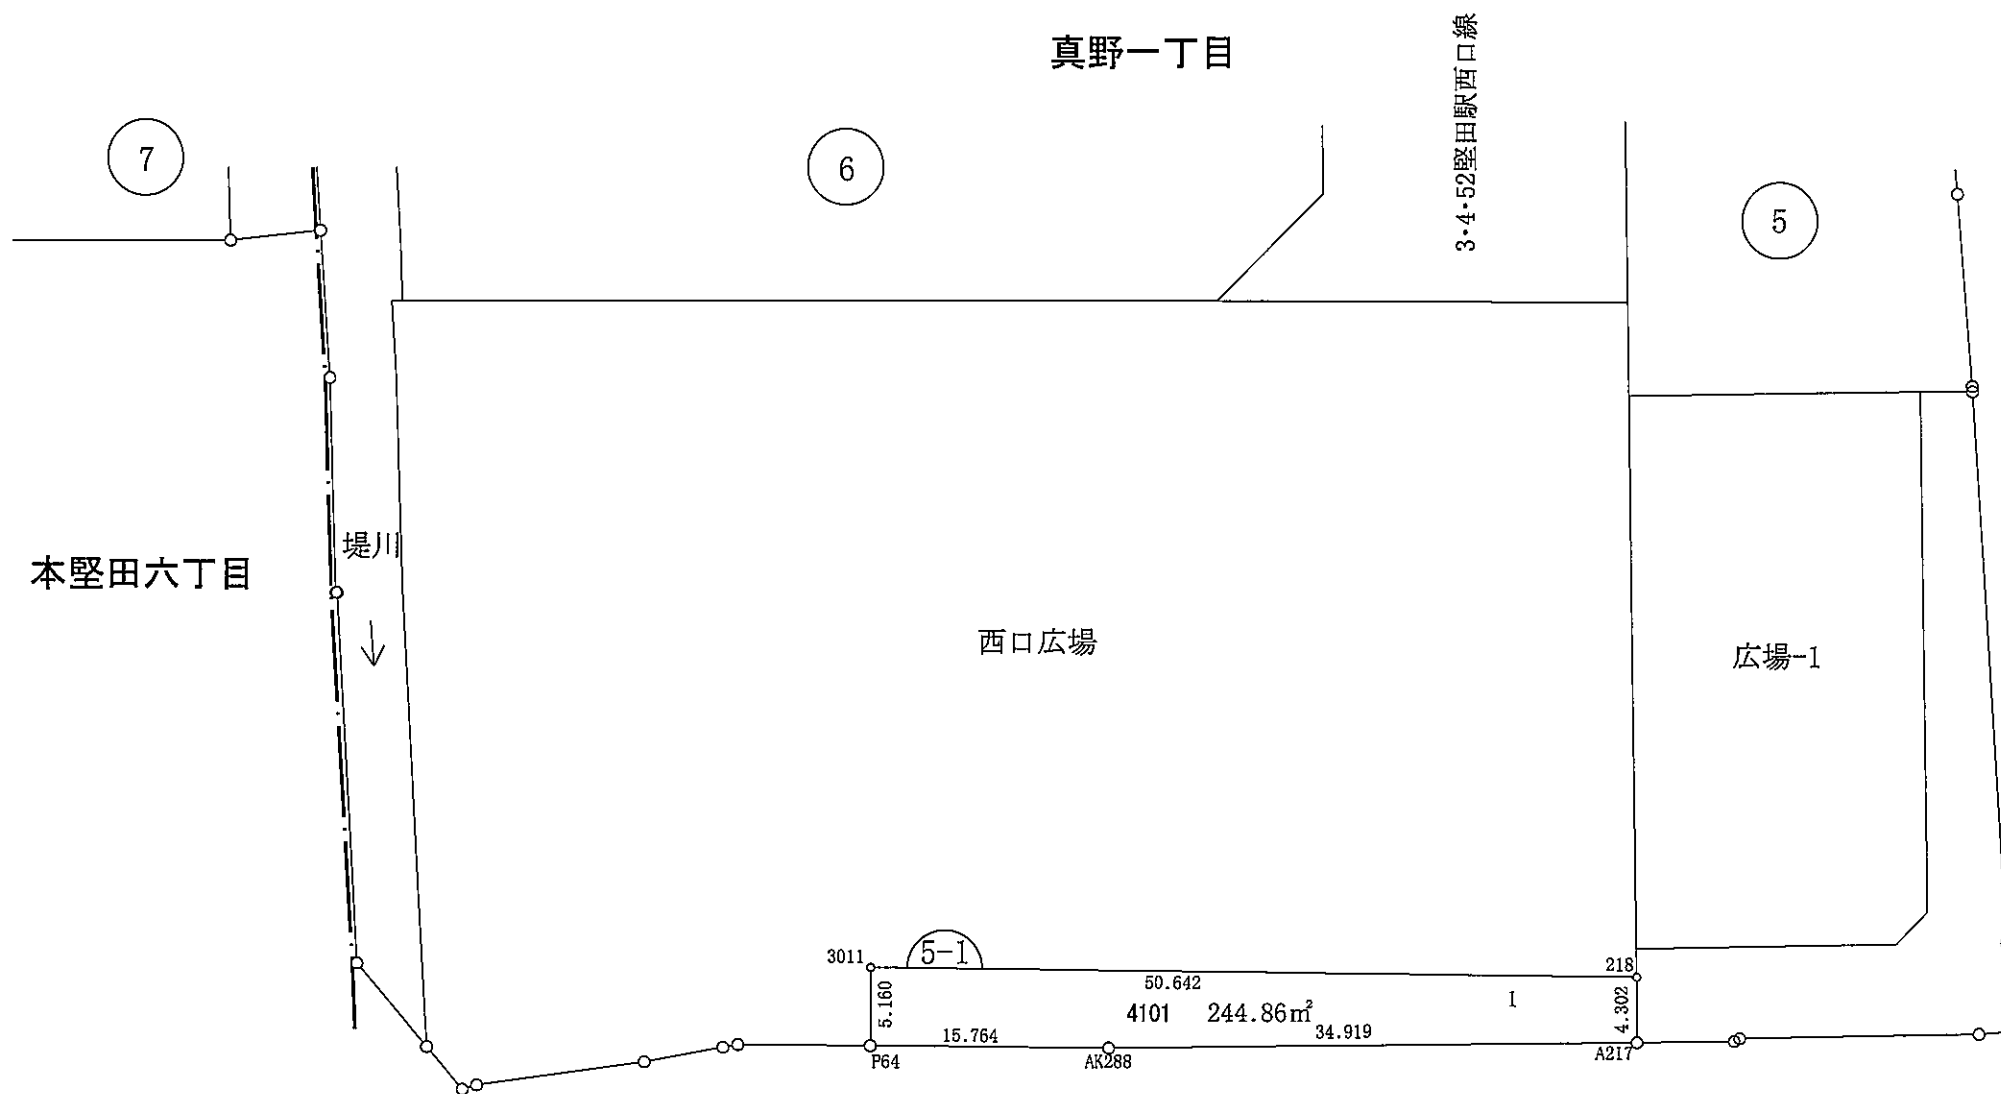 真野一丁目
3・4・52堅田駅西口線
7
6
5
堤川
本堅田六丁目
西口広場
広場-1
5-1
3011
218
50.642
5.160
4101 244.86㎡
I
4.302
15.764
34.919
P64
AK288
A217